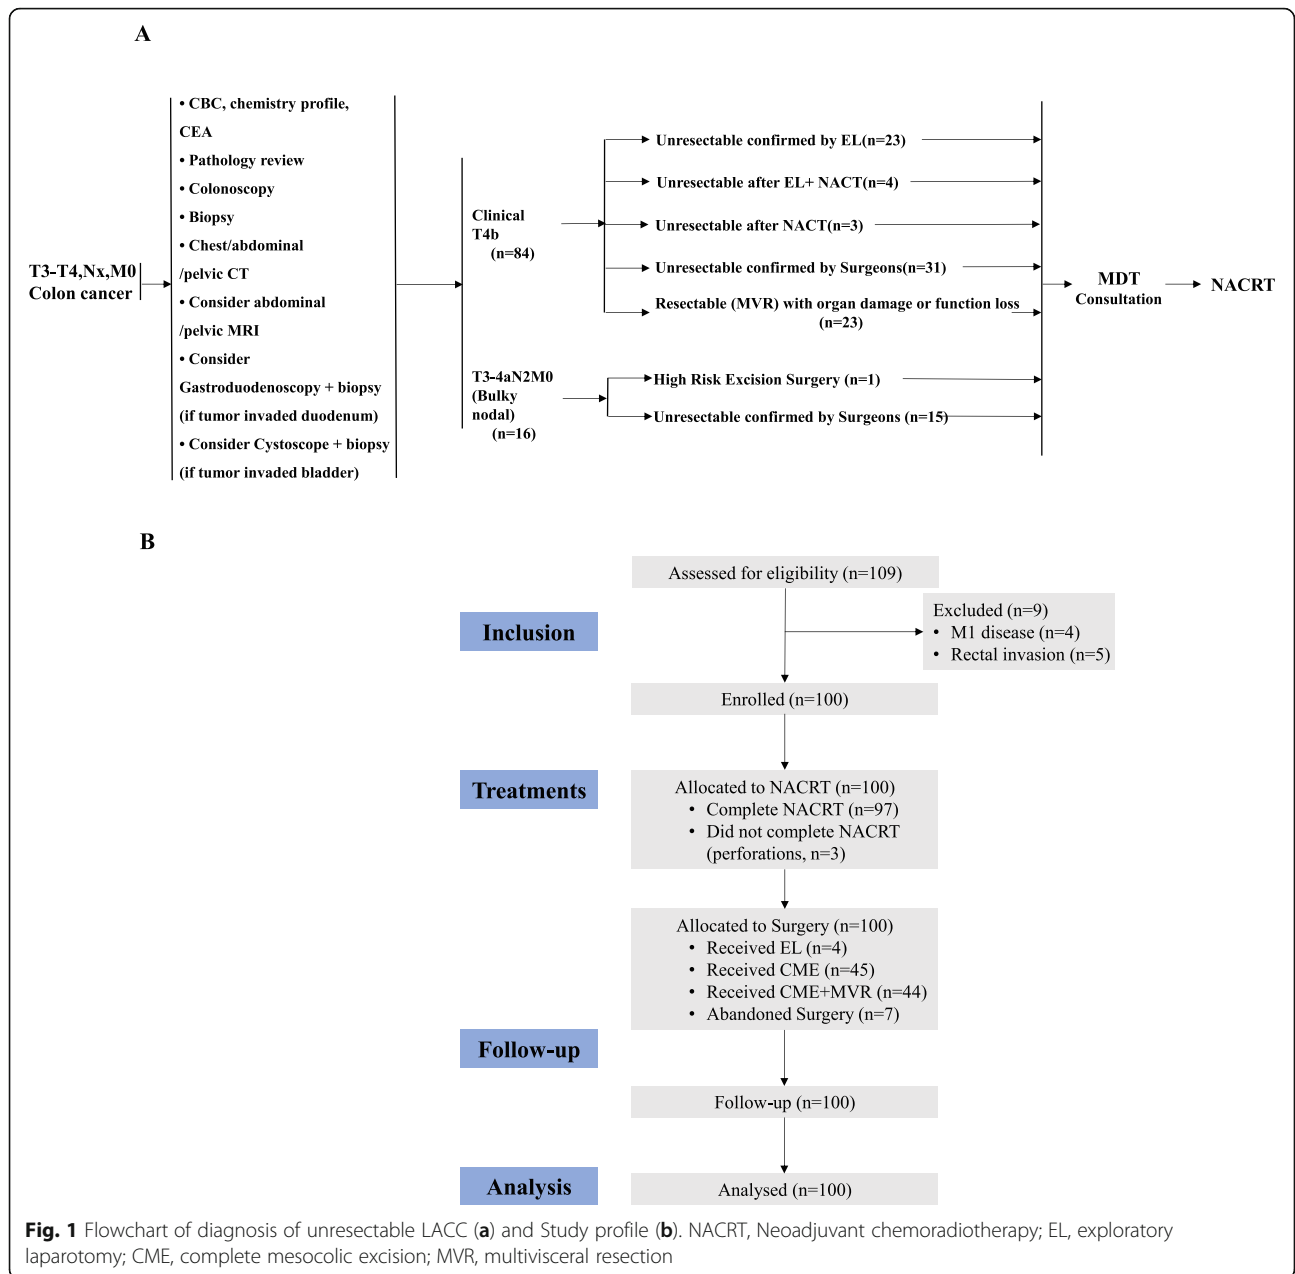 A
T3-T4,Nx,M0
Colon cancer
• CBC, chemistry profile,
CEA
• Pathology review
• Colonoscopy
• Biopsy
• Chest/abdominal
/pelvic CT
• Consider abdominal
/pelvic MRI
• Consider
Gastroduodenoscopy + biopsy
(if tumor invaded duodenum)
• Consider Cystoscope + biopsy
(if tumor invaded bladder)
Clinical
T4b
(n=84)
Unresectable confirmed by EL(n=23)
Unresectable after EL+ NACT(n=4)
Unresectable after NACT(n=3)
Unresectable confirmed by Surgeons(n=31)
Resectable (MVR) with organ damage or function loss
(n=23)
T3-4aN2M0
(Bulky
nodal)
(n=16)
High Risk Excision Surgery (n=1)
Unresectable confirmed by Surgeons (n=15)
MDT
Consultation
NACRT
B
Assessed for eligibility (n=109)
Inclusion
Excluded (n=9)
• M1 disease (n=4)
• Rectal invasion (n=5)
Enrolled (n=100)
Treatments
Allocated to NACRT (n=100)
• Complete NACRT (n=97)
• Did not complete NACRT
(perforations, n=3)
Allocated to Surgery (n=100)
• Received EL (n=4)
• Received CME (n=45)
• Received CME+MVR (n=44)
• Abandoned Surgery (n=7)
Follow-up
Follow-up (n=100)
Analysis
Analysed (n=100)
Fig. 1 Flowchart of diagnosis of unresectable LACC (a) and Study profile (b). NACRT, Neoadjuvant chemoradiotherapy; EL, exploratory
laparotomy; CME, complete mesocolic excision; MVR, multivisceral resection